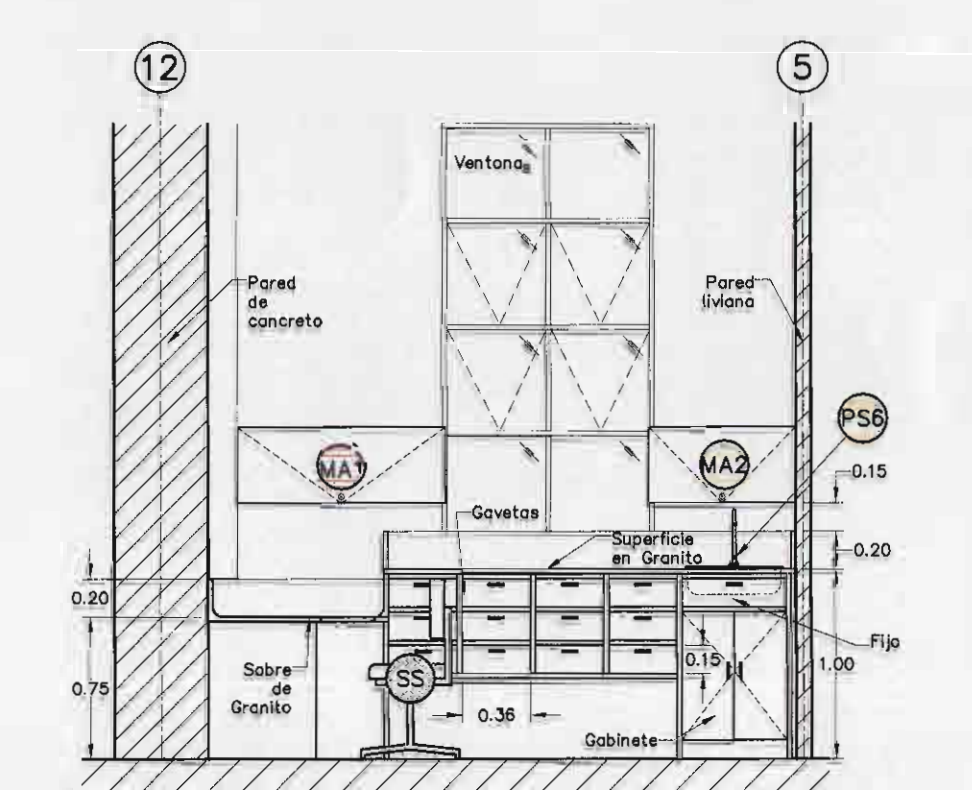 12
5
Ventanas
Pared
de
concreto
Pared
liviana
PS6
MA1
MA2
0.15
Gavetas
Superficie
en Granito
0.20
0.20
Fijo
0.15
1.00
Sobre
de
Granito
SS
0.75
0.36
Gabinete